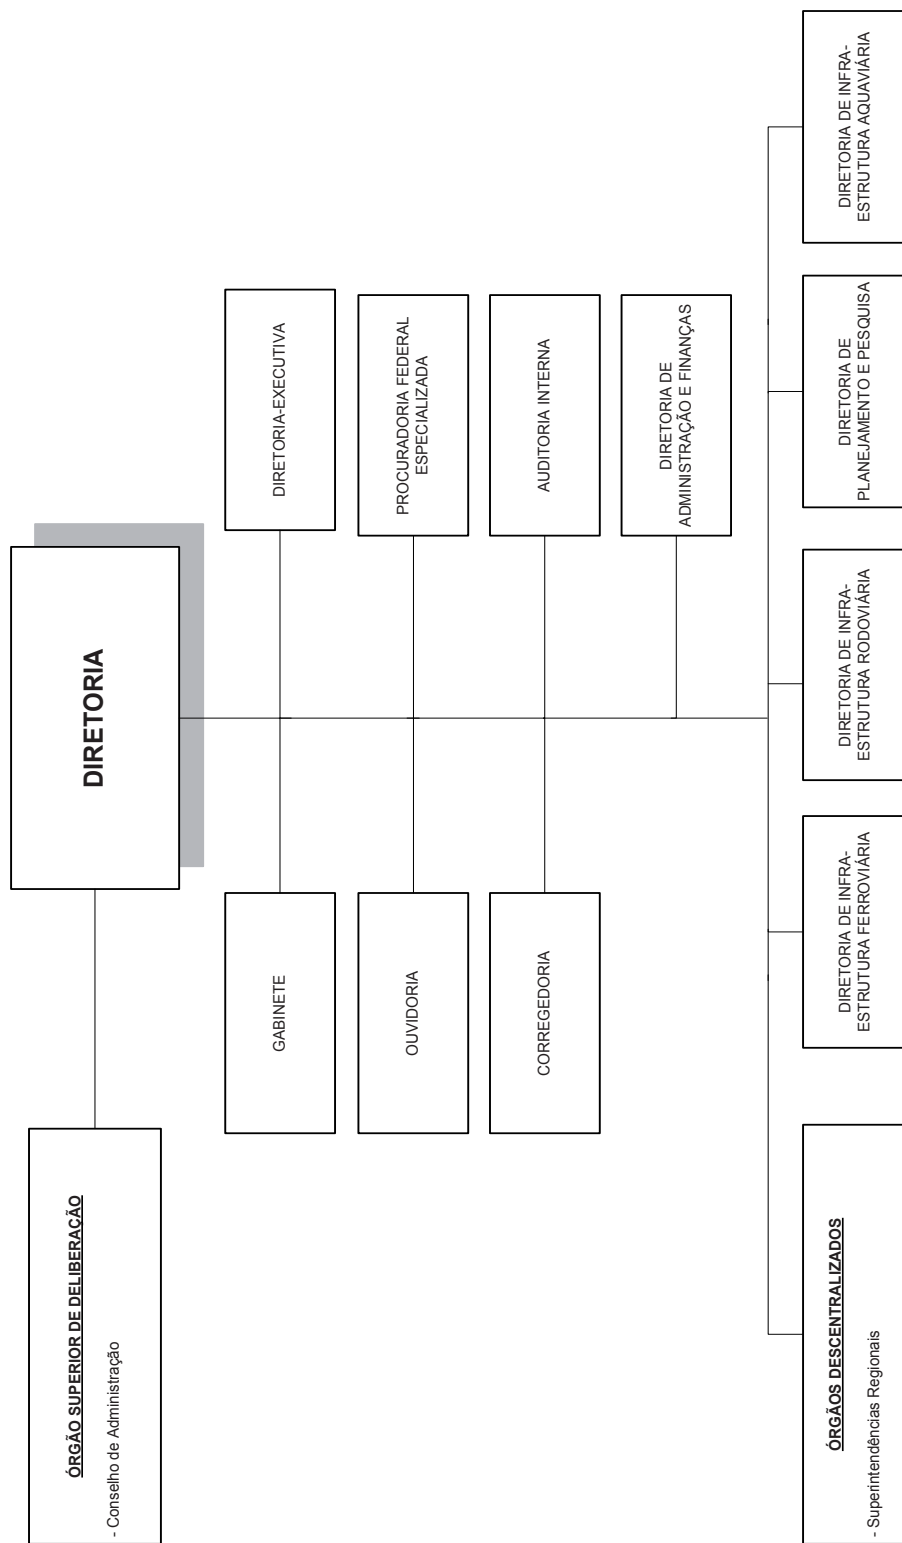 ÓRGÃO SUPERIOR DE DELIBERAÇÃO
- Conselho de Administração
DIRETORIA
GABINETE
DIRETORIA-EXECUTIVA
OUVIDORIA
PROCURADORIA FEDERAL
ESPECIALIZADA
CORREGEDORIA
AUDITORIA INTERNA
DIRETORIA DE
ADMINISTRAÇÃO E FINANÇAS
ÓRGÃOS DESCENTRALIZADOS
- Superintendências Regionais
DIRETORIA DE INFRA-
ESTRUTURA FERROVIÁRIA
DIRETORIA DE INFRA-
ESTRUTURA RODOVIÁRIA
DIRETORIA DE
PLANEJAMENTO E PESQUISA
DIRETORIA DE INFRA-
ESTRUTURA AQUAVIÁRIA